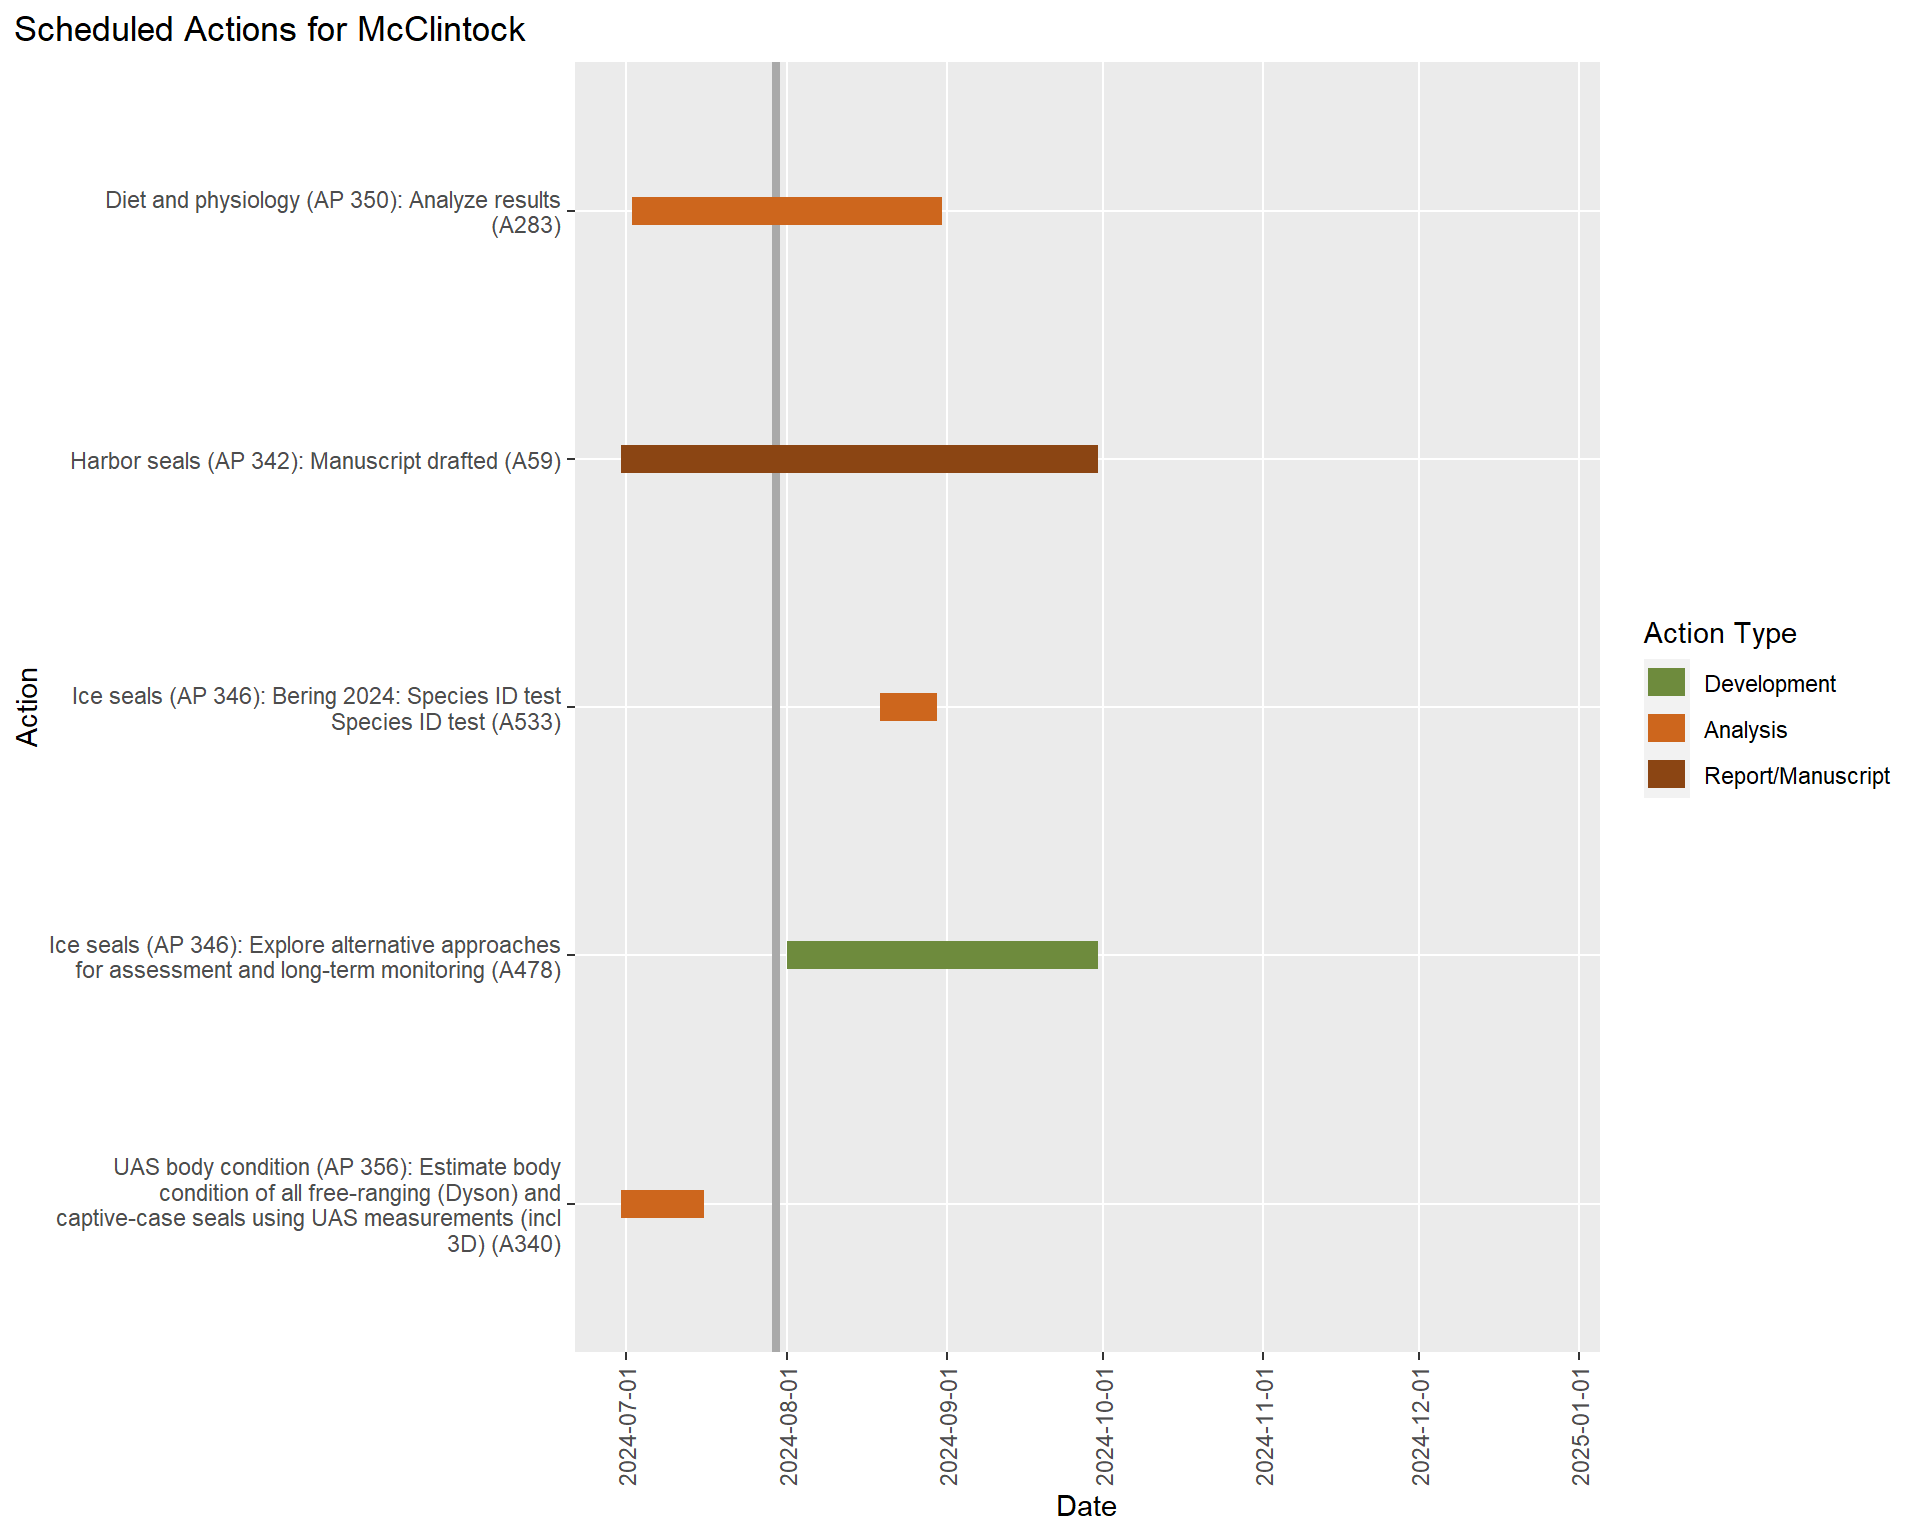 Scheduled Actions for McClintock
Diet and physiology (AP 350): Analyze results
(A283)
Harbor seals (AP 342): Manuscript drafted (A59)
Ice seals (AP 346): Bering 2024: Species ID test
Species ID test (A533)
Ice seals (AP 346): Explore alternative approaches
for assessment and long-term monitoring (A478)
UAS body condition (AP 356): Estimate body
condition of all free-ranging (Dyson) and
captive-case seals using UAS measurements (incl
3D) (A340)
Action
2024-07-01
2024-08-01
2024-09-01
2024-10-01
2024-11-01
2024-12-01
2025-01-01
Date
Action Type
Development
Analysis
Report/Manuscript